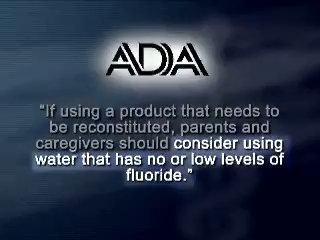 ADA
"If using a product that needs to
be reconstituted, parents and
caregivers should consider using
water that has no or low levels of
fluoride."